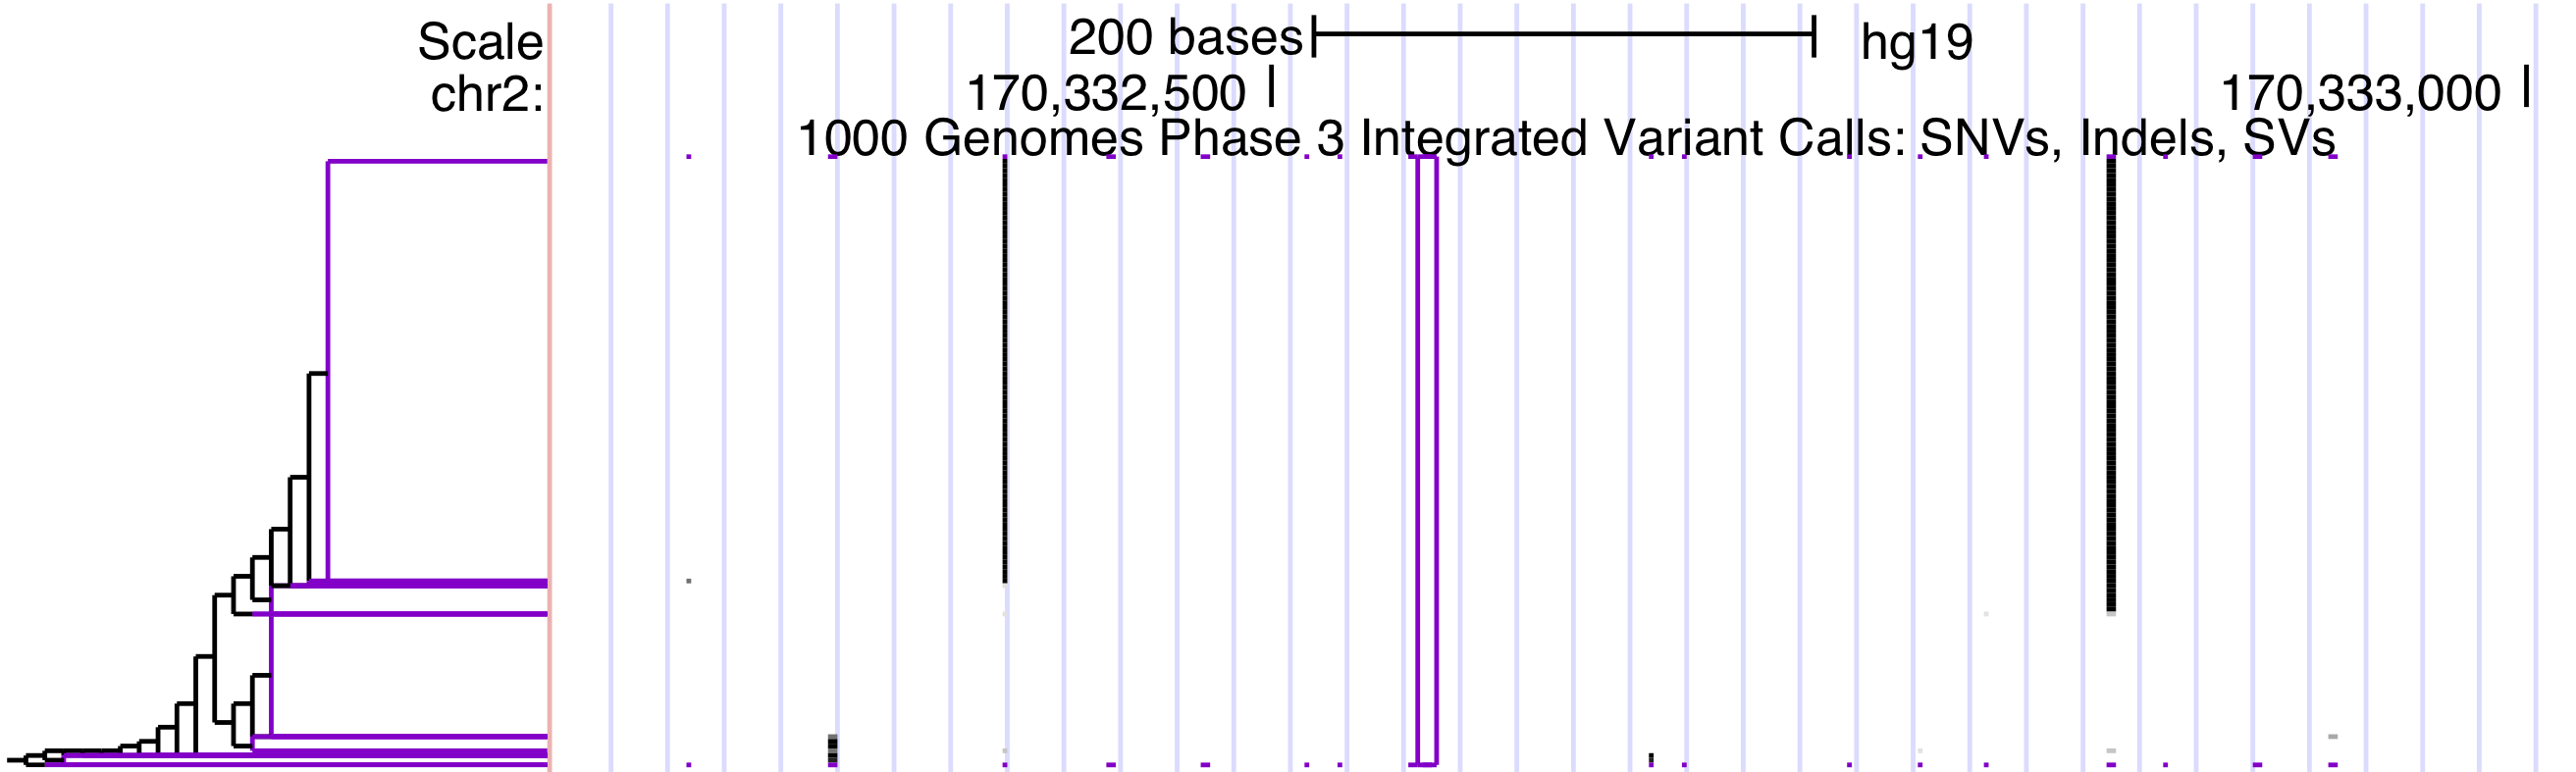 Scale 200 bases hg19
chr2: 170,332,500 170,333,000
1000 Genomes Phase 3 Integrated Variant Calls: SNVs, Indels, SVs